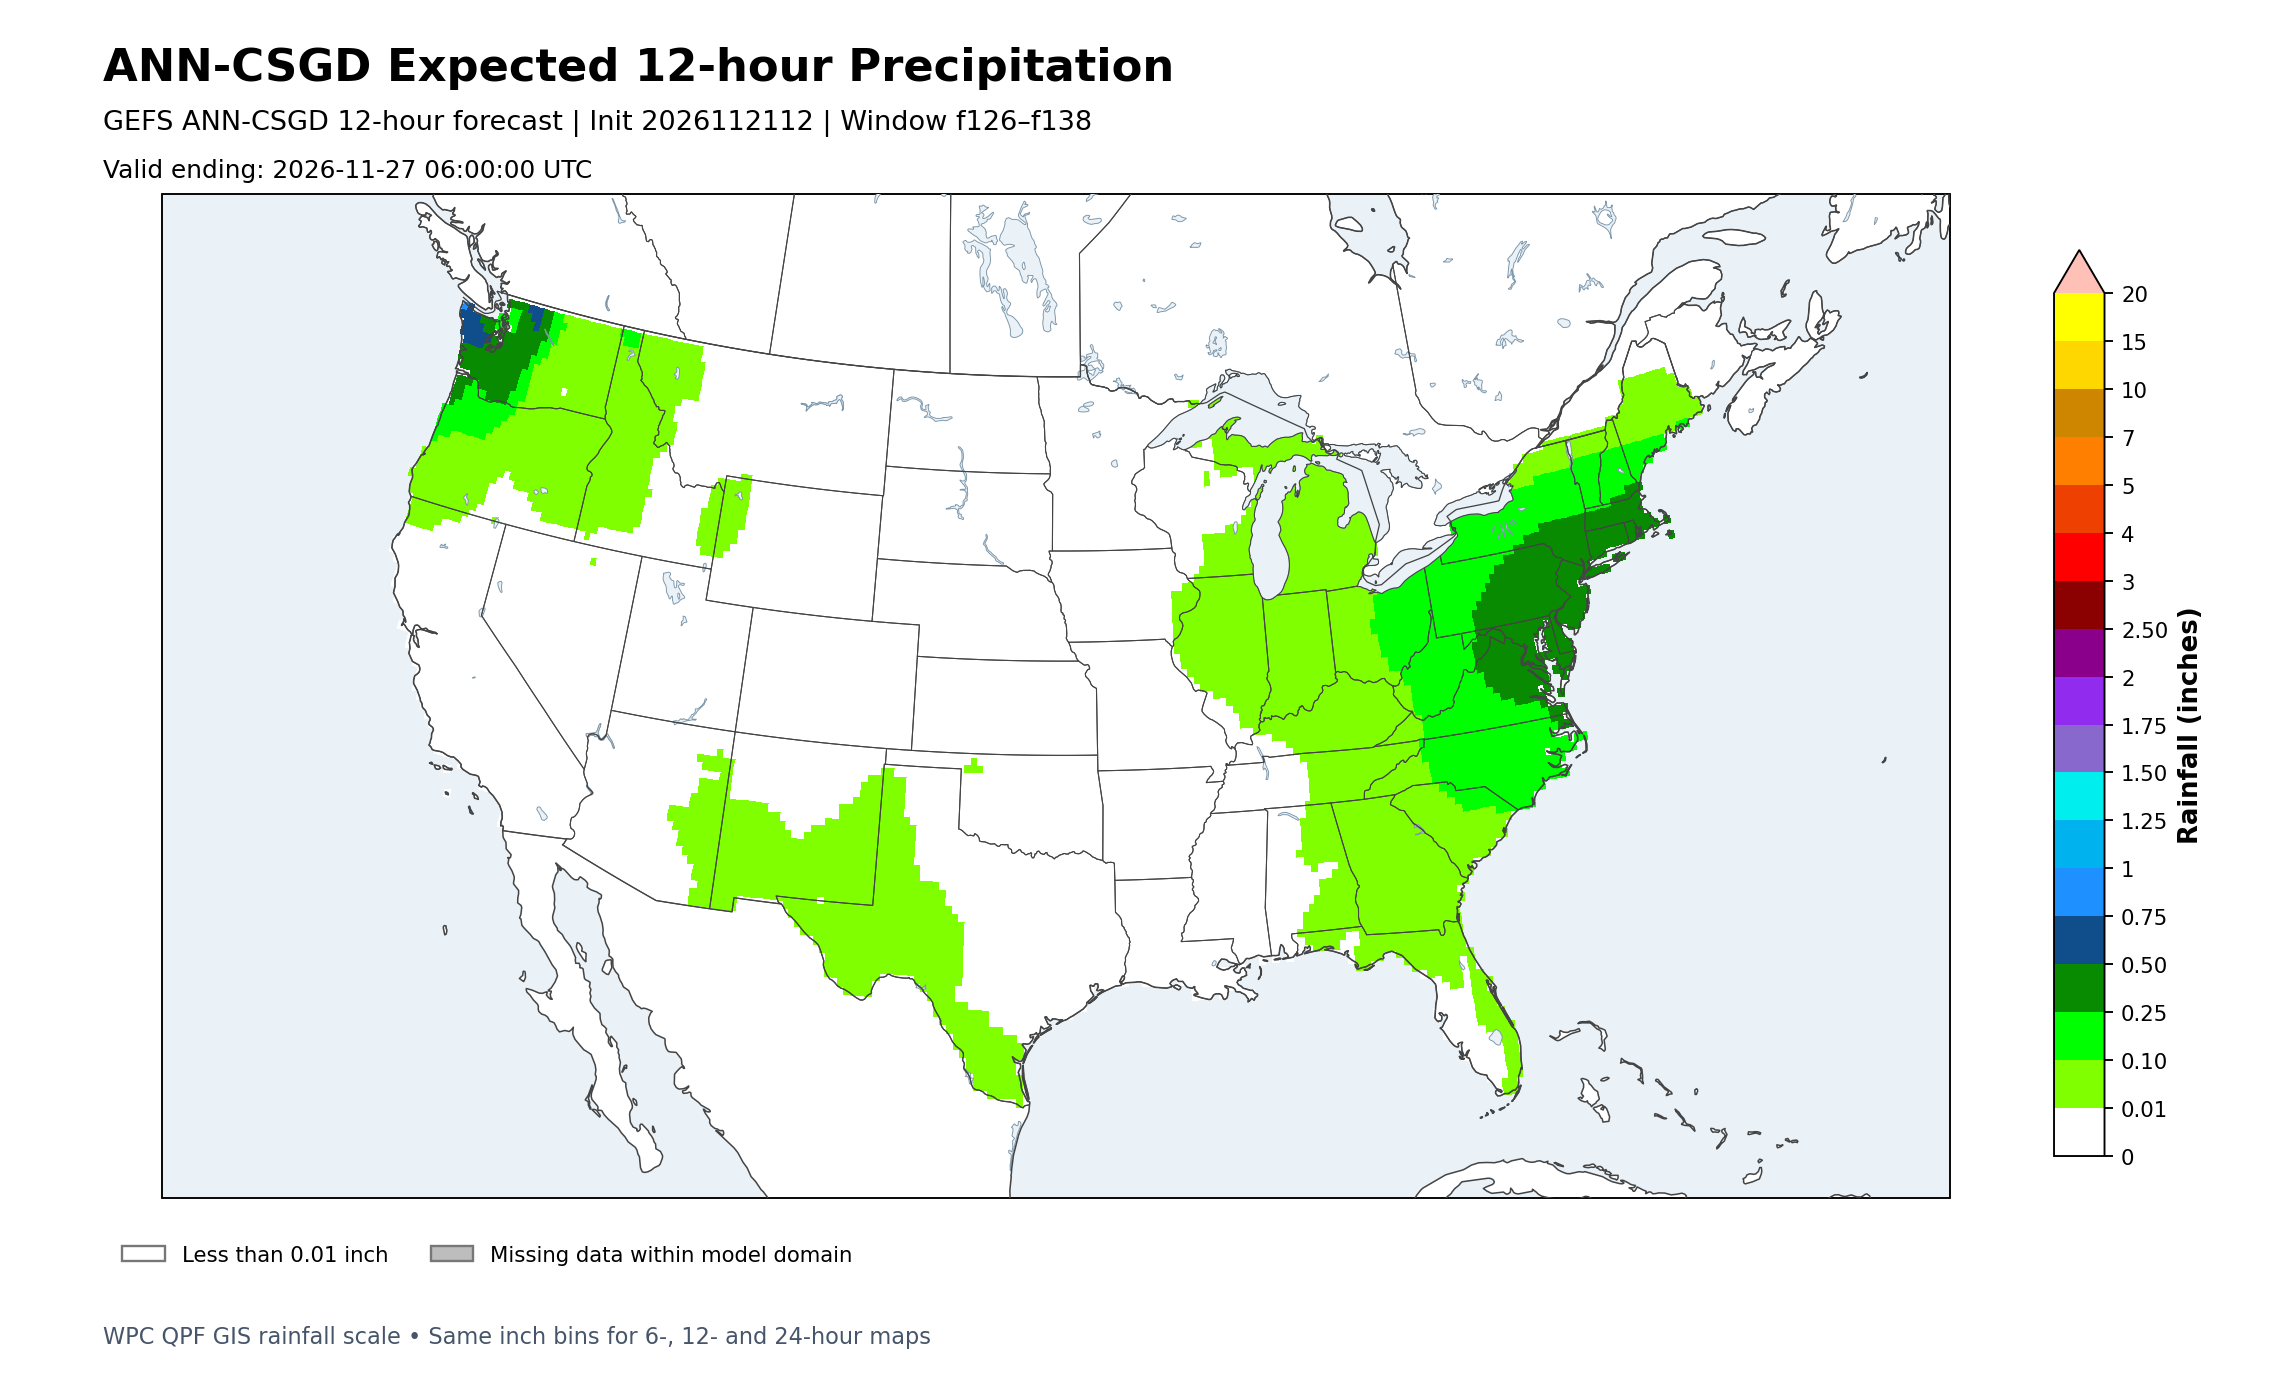 ANN-CSGD Expected 12-hour Precipitation
GEFS ANN-CSGD 12-hour forecast | Init 2026112112 | Window f126–f138
Valid ending: 2026-11-27 06:00:00 UTC
20
15
10
7
5
4
3
2.50
2
1.75
1.50
1.25
1
0.75
0.50
0.25
0.10
0.01
0
Rainfall (inches)
Less than 0.01 inch
Missing data within model domain
WPC QPF GIS rainfall scale • Same inch bins for 6-, 12- and 24-hour maps